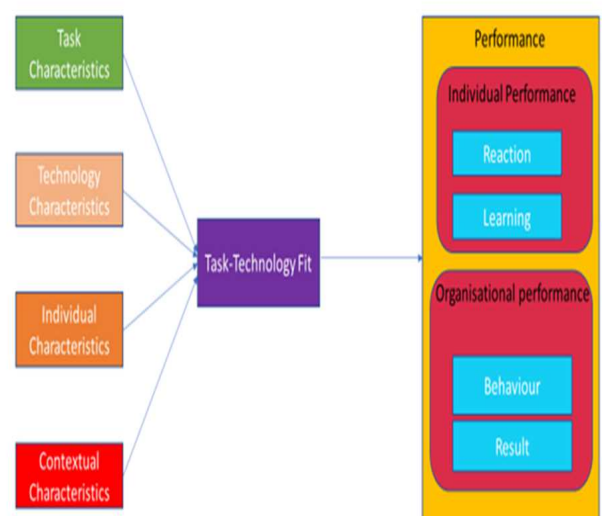 Task
Characteristics
Technology
Characteristics
Individual
Characteristics
Contextual
Characteristics
Task-Technology Fit
Performance
Individual Performance
Reaction
Learning
Organisational performance
Behaviour
Result